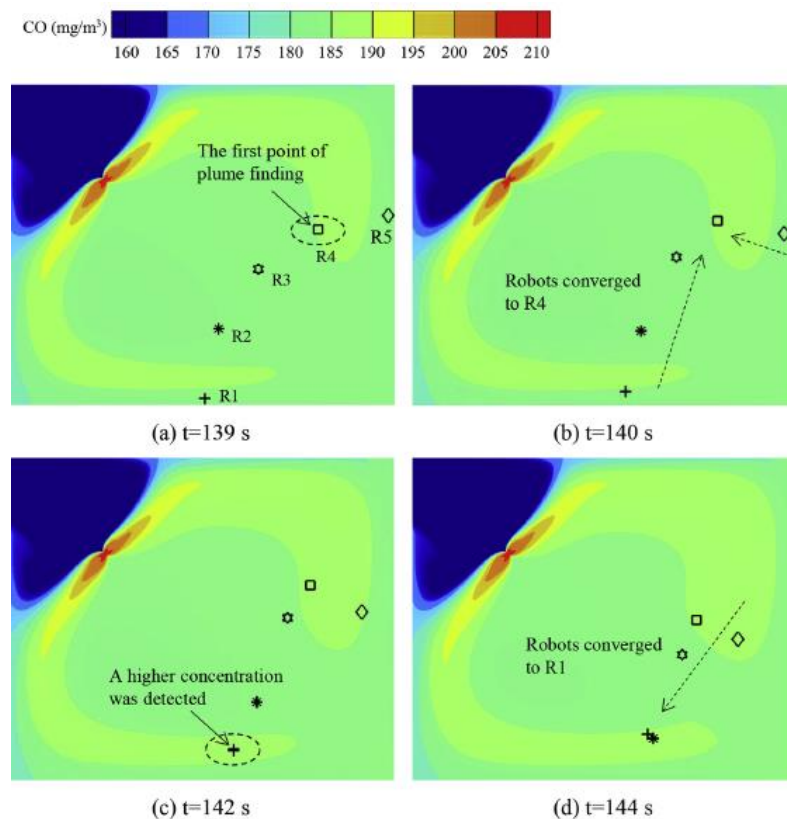 CO (mg/m³)
160 165 170 175 180 185 190 195 200 205 210
The first point of
plume finding
R5
R4
R3
R2
R1
Robots converged
to R4
(a) t=139 s
(b) t=140 s
A higher concentration
was detected
Robots converged
to R1
(c) t=142 s
(d) t=144 s